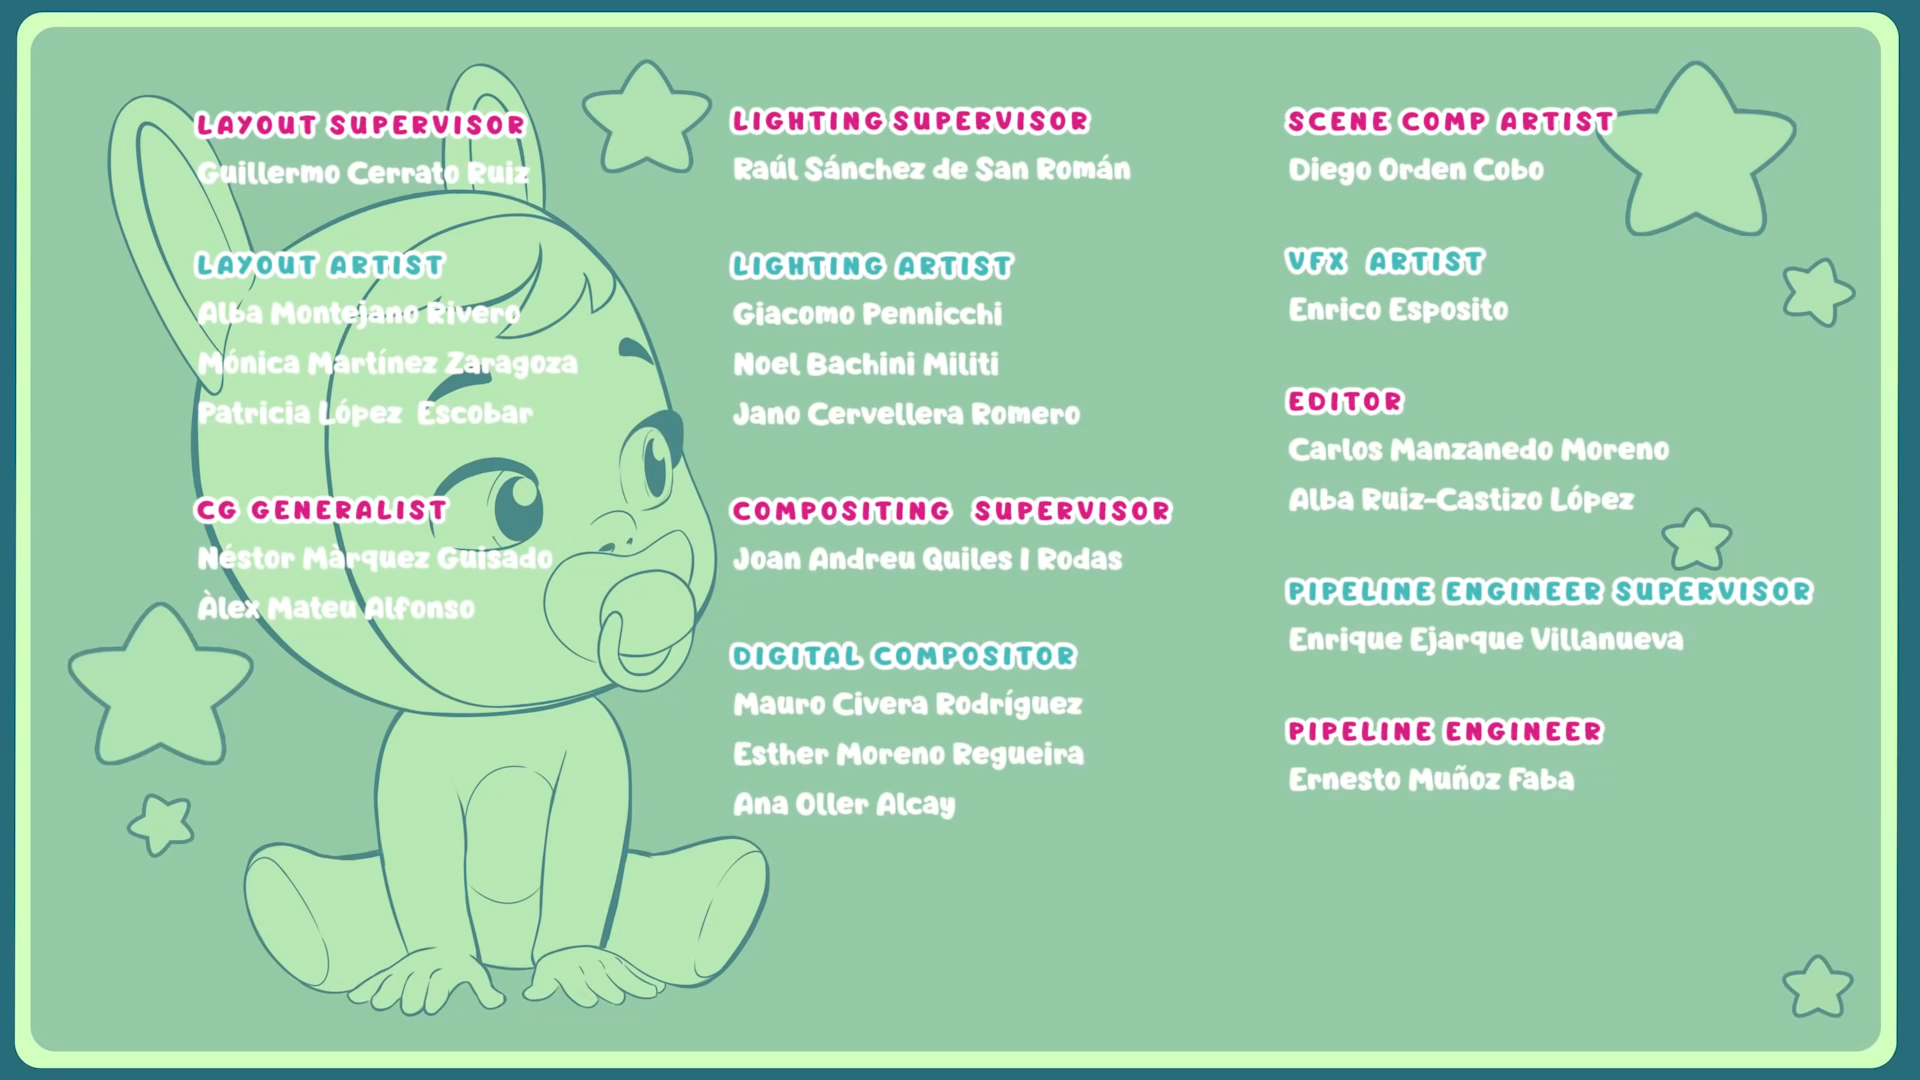 LAYOUT SUPERVISOR
Guillermo Cerrato Ruiz
LAYOUT ARTIST
Alba Montejano Rivero
Mónica Martínez Zaragoza
Patricia López Escobar
CG GENERALIST
Néstor Màrquez Guisado
Àlex Mateu Alfonso
LIGHTING SUPERVISOR
Raúl Sánchez de San Román
LIGHTING ARTIST
Giacomo Pennicchi
Noel Bachini Militi
Jano Cervellera Romero
COMPOSITING SUPERVISOR
Joan Andreu Quiles I Rodas
DIGITAL COMPOSITOR
Mauro Civera Rodríguez
Esther Moreno Regueira
Ana Oller Alcay
SCENE COMP ARTIST
Diego Orden Cobo
VFX ARTIST
Enrico Esposito
EDITOR
Carlos Manzanedo Moreno
Alba Ruiz-Castizo López
PIPELINE ENGINEER SUPERVISOR
Enrique Ejarque Villanueva
PIPELINE ENGINEER
Ernesto Muñoz Faba